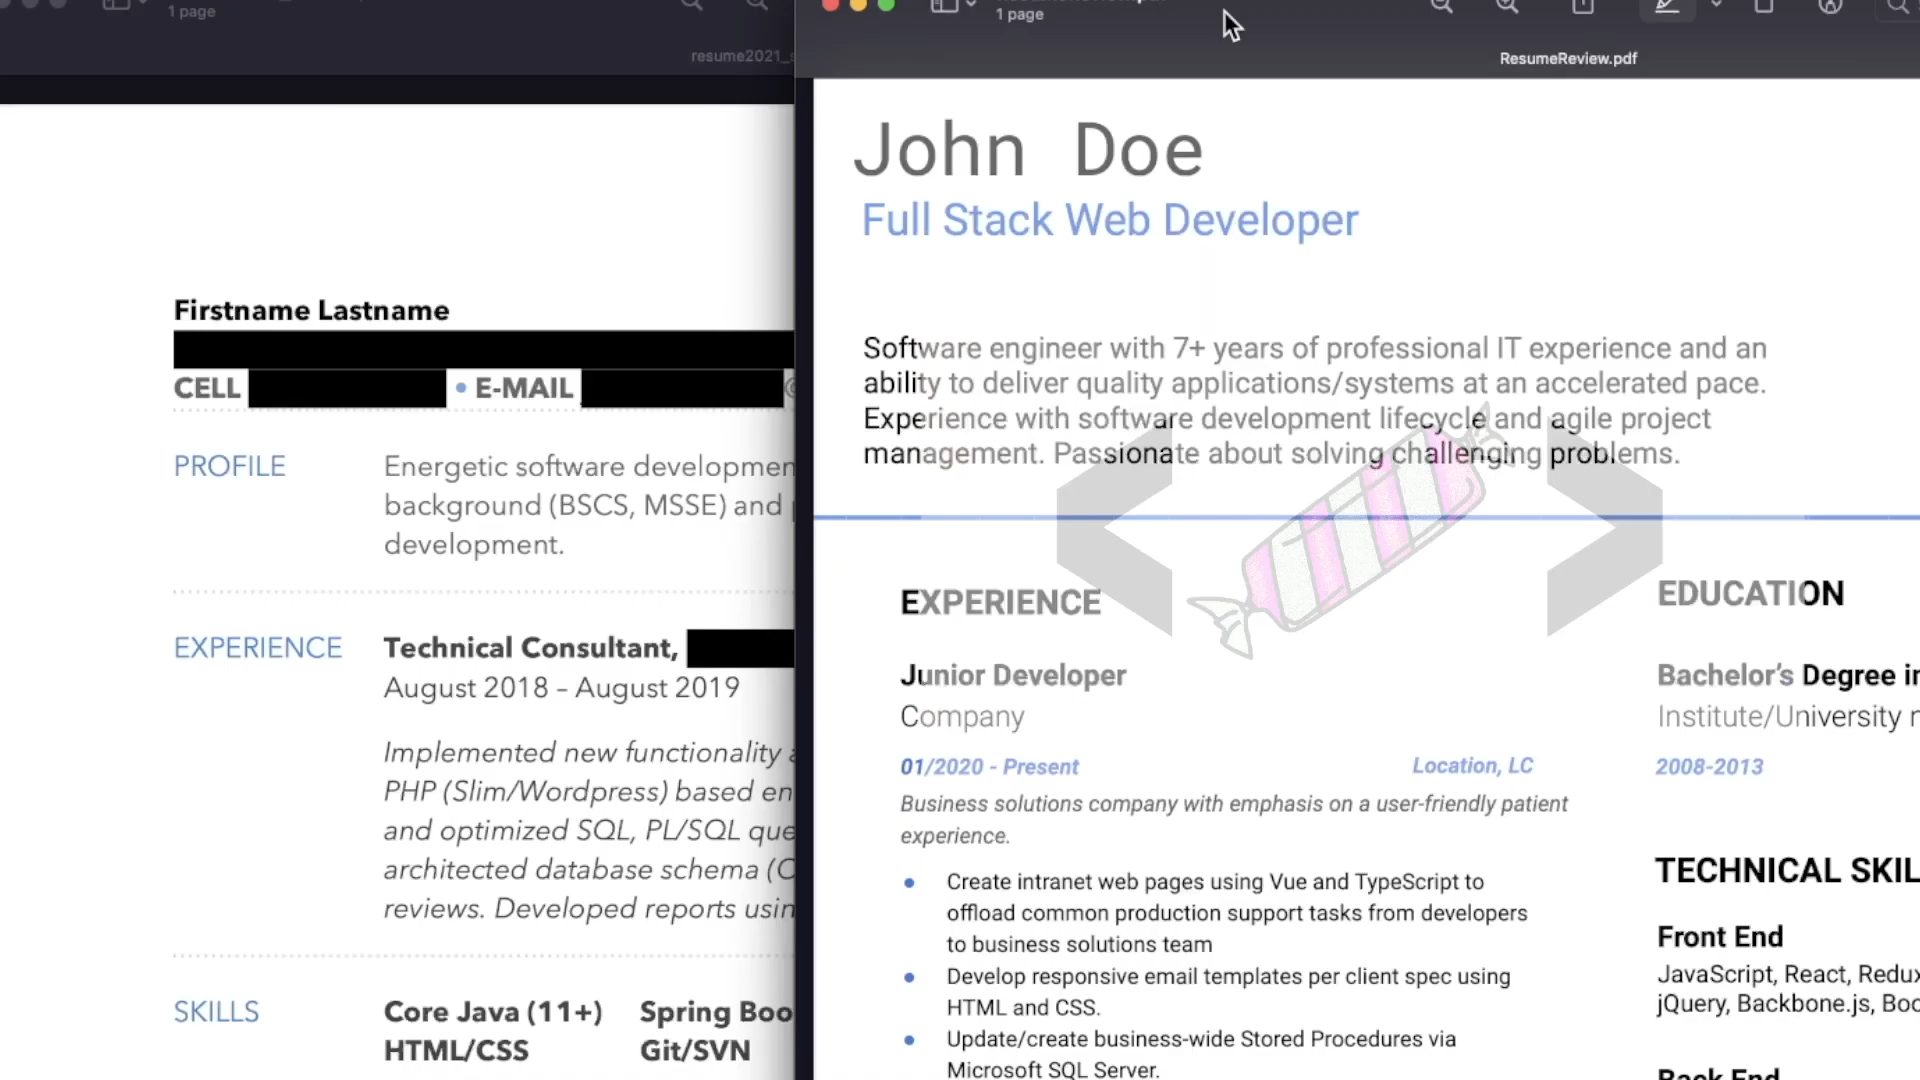 1 page
resume2021_s
Firstname Lastname
CELL • E-MAIL
PROFILE
Energetic software developmen
background (BSCS, MSSE) and
development.
EXPERIENCE
Technical Consultant,
August 2018 – August 2019
Implemented new functionality
PHP (Slim/Wordpress) based en
and optimized SQL, PL/SQL que
architected database schema (C
reviews. Developed reports usin
SKILLS
Core Java (11+) Spring Boo
HTML/CSS Git/SVN
1 page
ResumeReview.pdf
John Doe
Full Stack Web Developer
Software engineer with 7+ years of professional IT experience and an
ability to deliver quality applications/systems at an accelerated pace.
Experience with software development lifecycle and agile project
management. Passionate about solving challenging problems.
EXPERIENCE
Junior Developer
Company
01/2020 - Present Location, LC
Business solutions company with emphasis on a user-friendly patient
experience.
• Create intranet web pages using Vue and TypeScript to
offload common production support tasks from developers
to business solutions team
• Develop responsive email templates per client spec using
HTML and CSS.
• Update/create business-wide Stored Procedures via
Microsoft SQL Server.
EDUCATION
Bachelor's Degree in
Institute/University
2008-2013
TECHNICAL SKIL
Front End
JavaScript, React, Redux
jQuery, Backbone.js, Boo
Back End